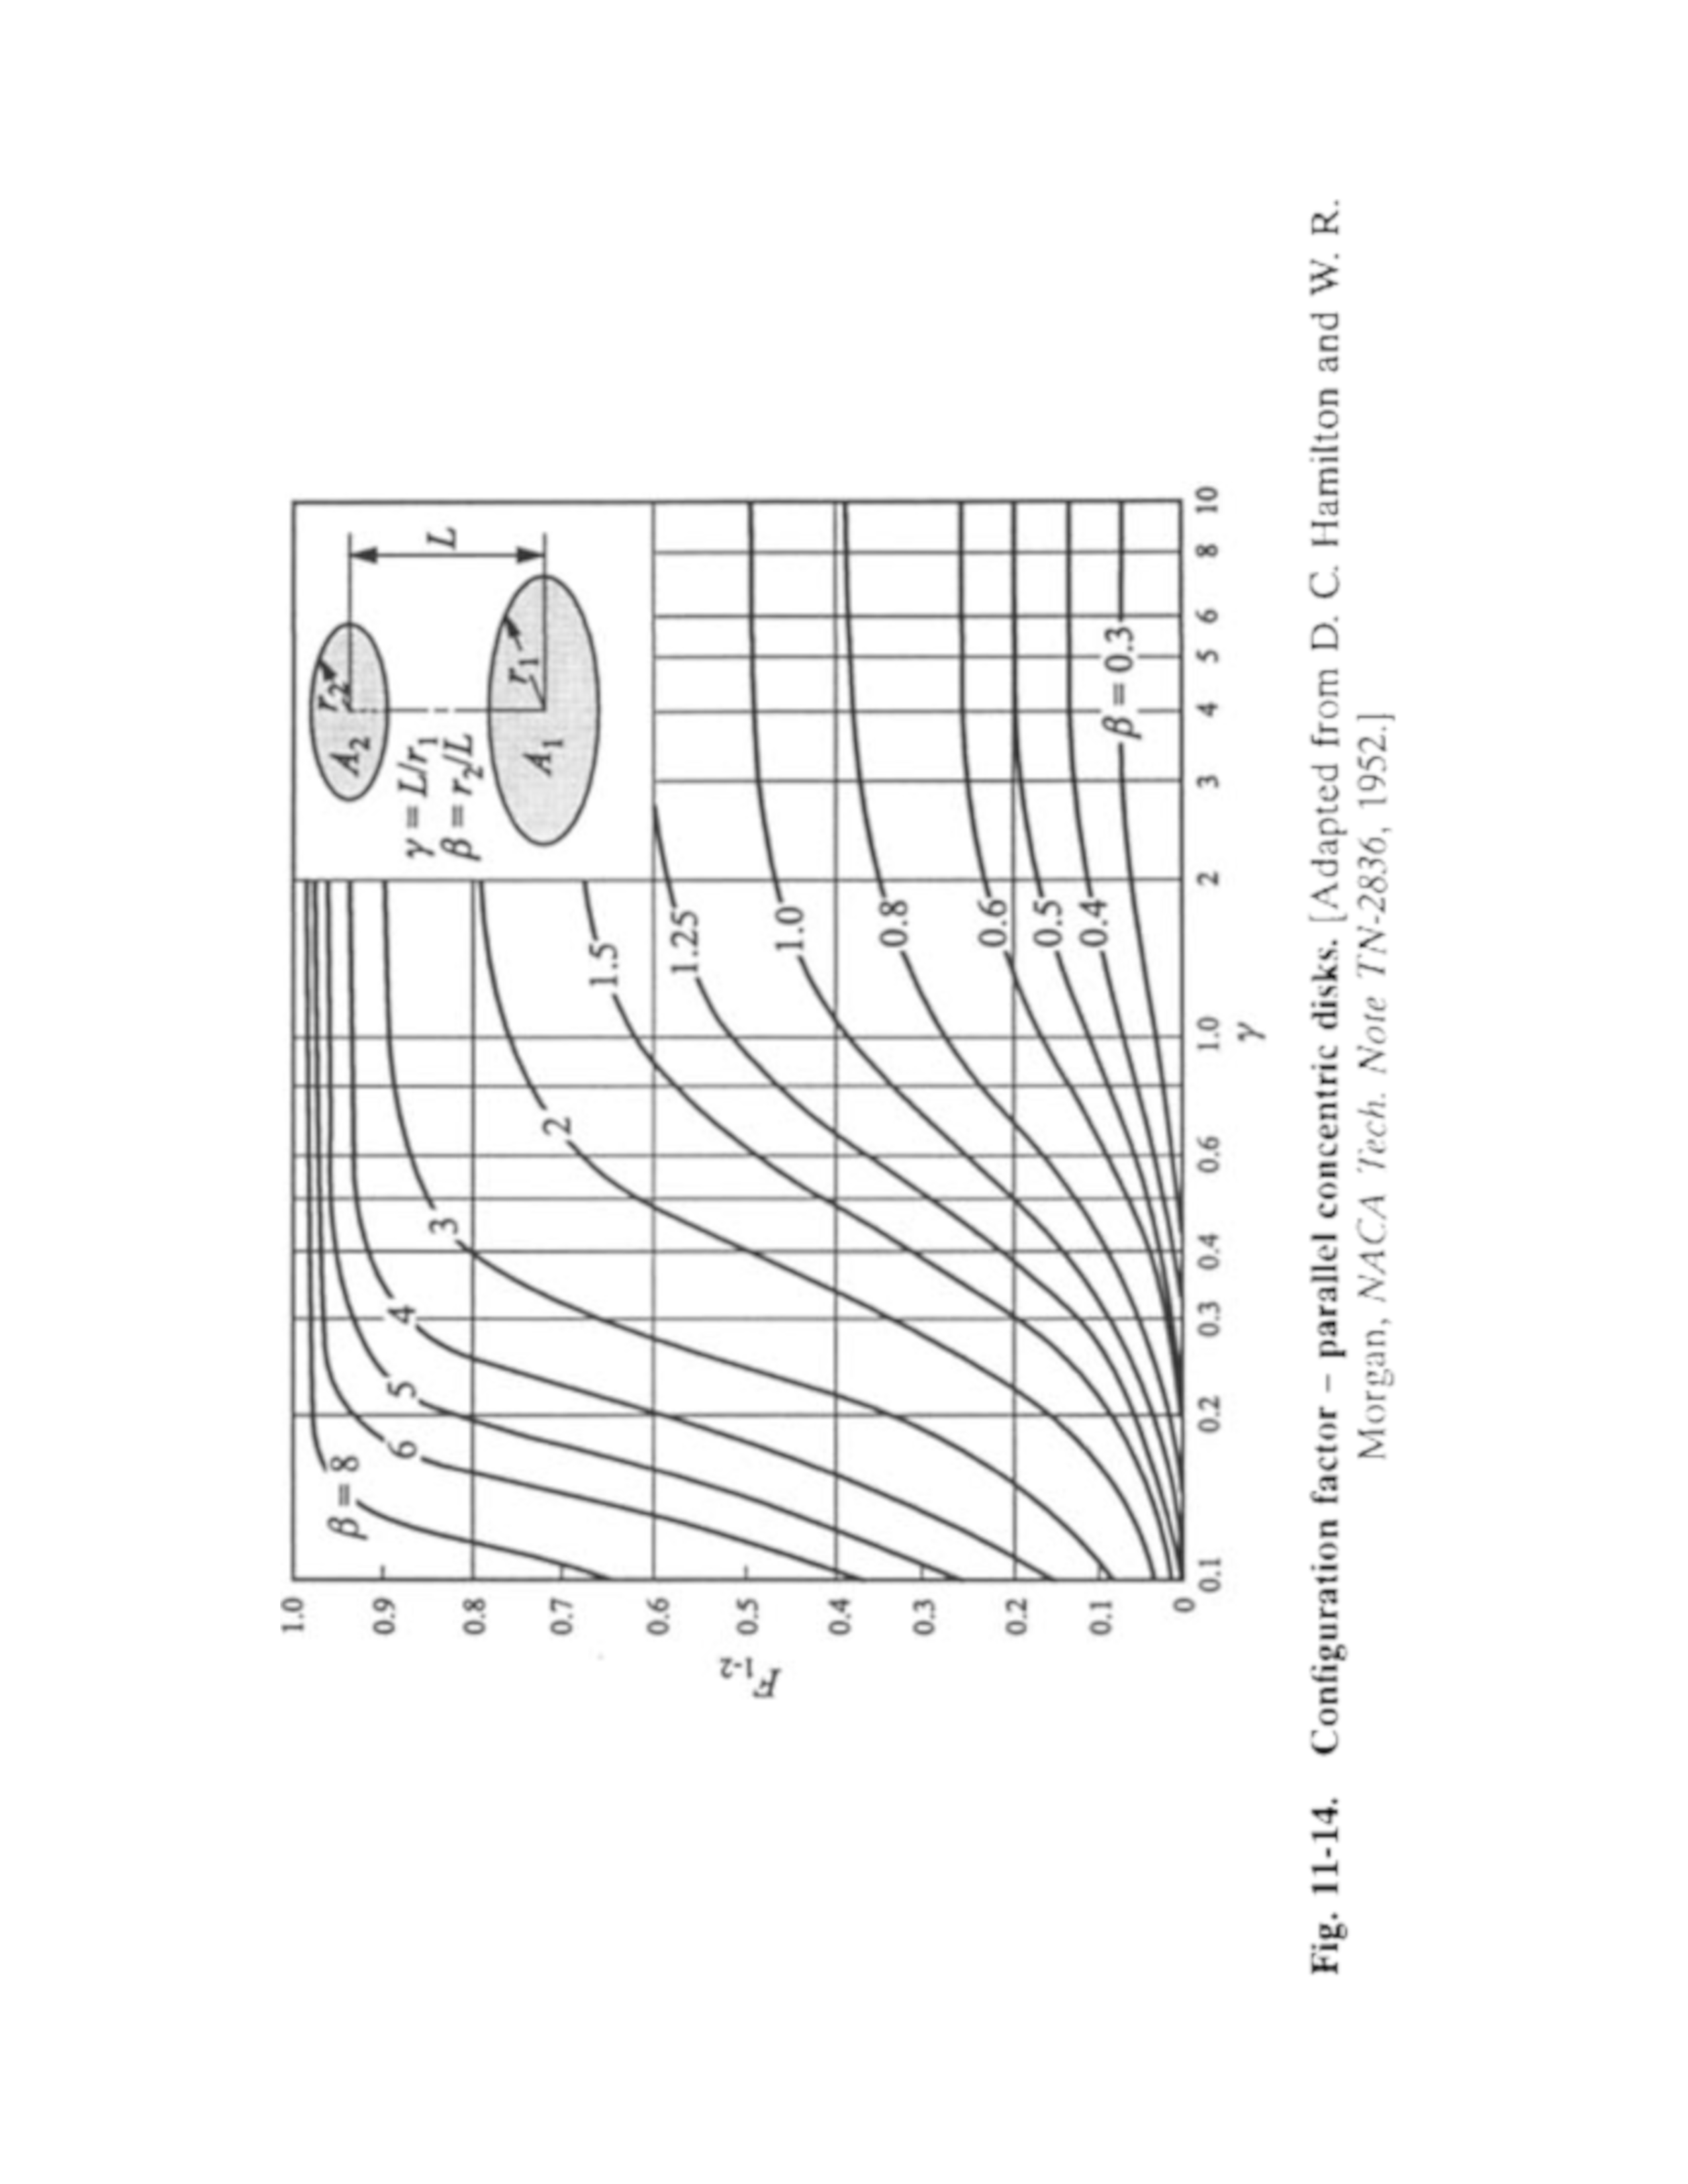 F₁₋₂
1.0
0.9
0.8
0.7
0.6
0.5
0.4
0.3
0.2
0.1
0
β = 8
6
5
4
3
2
1.5
1.25
1.0
0.8
0.6
0.5
0.4
β = 0.3
A₂
r₂
γ = L/r₁
β = r₂/L
A₁
r₁
L
0.1 0.2 0.3 0.4 0.6 1.0 2 3 4 5 6 8 10
γ
Fig. 11-14. Configuration factor – parallel concentric disks. [Adapted from D. C. Hamilton and W. R.
Morgan, NACA Tech. Note TN-2836, 1952.]